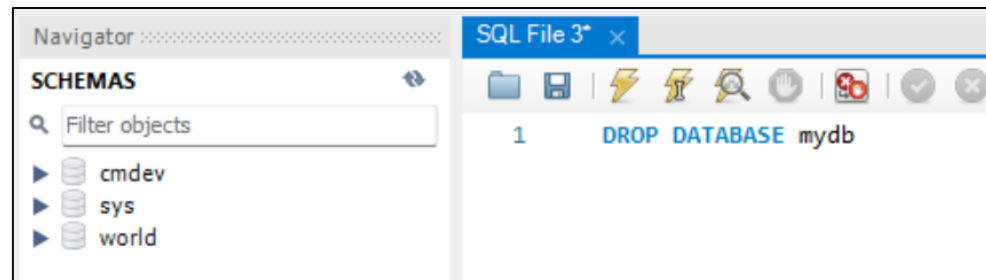 Navigator
SCHEMAS
Filter objects
cmdev
sys
world
SQL File 3*
1 DROP DATABASE mydb